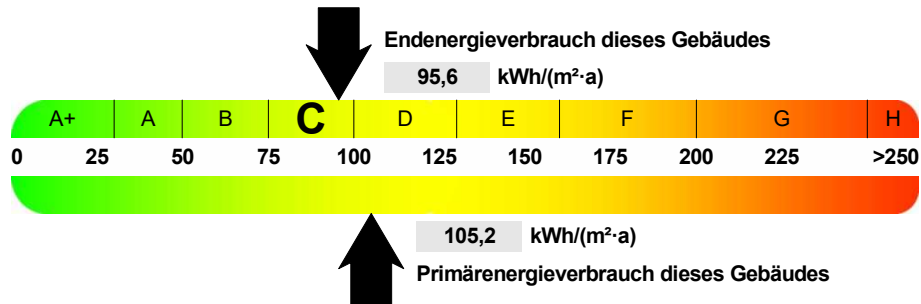 Endenergieverbrauch dieses Gebäudes
95,6 kWh/(m²·a)
A+ A B C D E F G H
0 25 50 75 100 125 150 175 200 225 >250
105,2 kWh/(m²·a)
Primärenergieverbrauch dieses Gebäudes